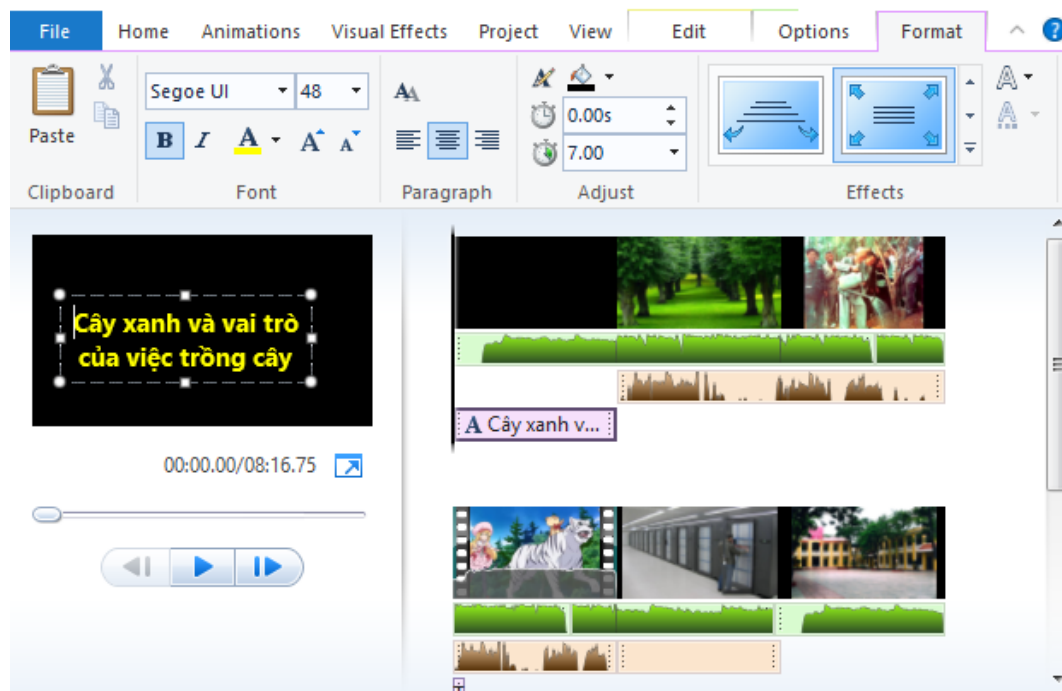 File Home Animations Visual Effects Project View Edit Options Format
Segoe UI 48
Paste
B I A A A
0.00s
7.00
Clipboard Font Paragraph Adjust Effects
Cây xanh và vai trò
của việc trồng cây
A Cây xanh v...
00:00.00/08:16.75